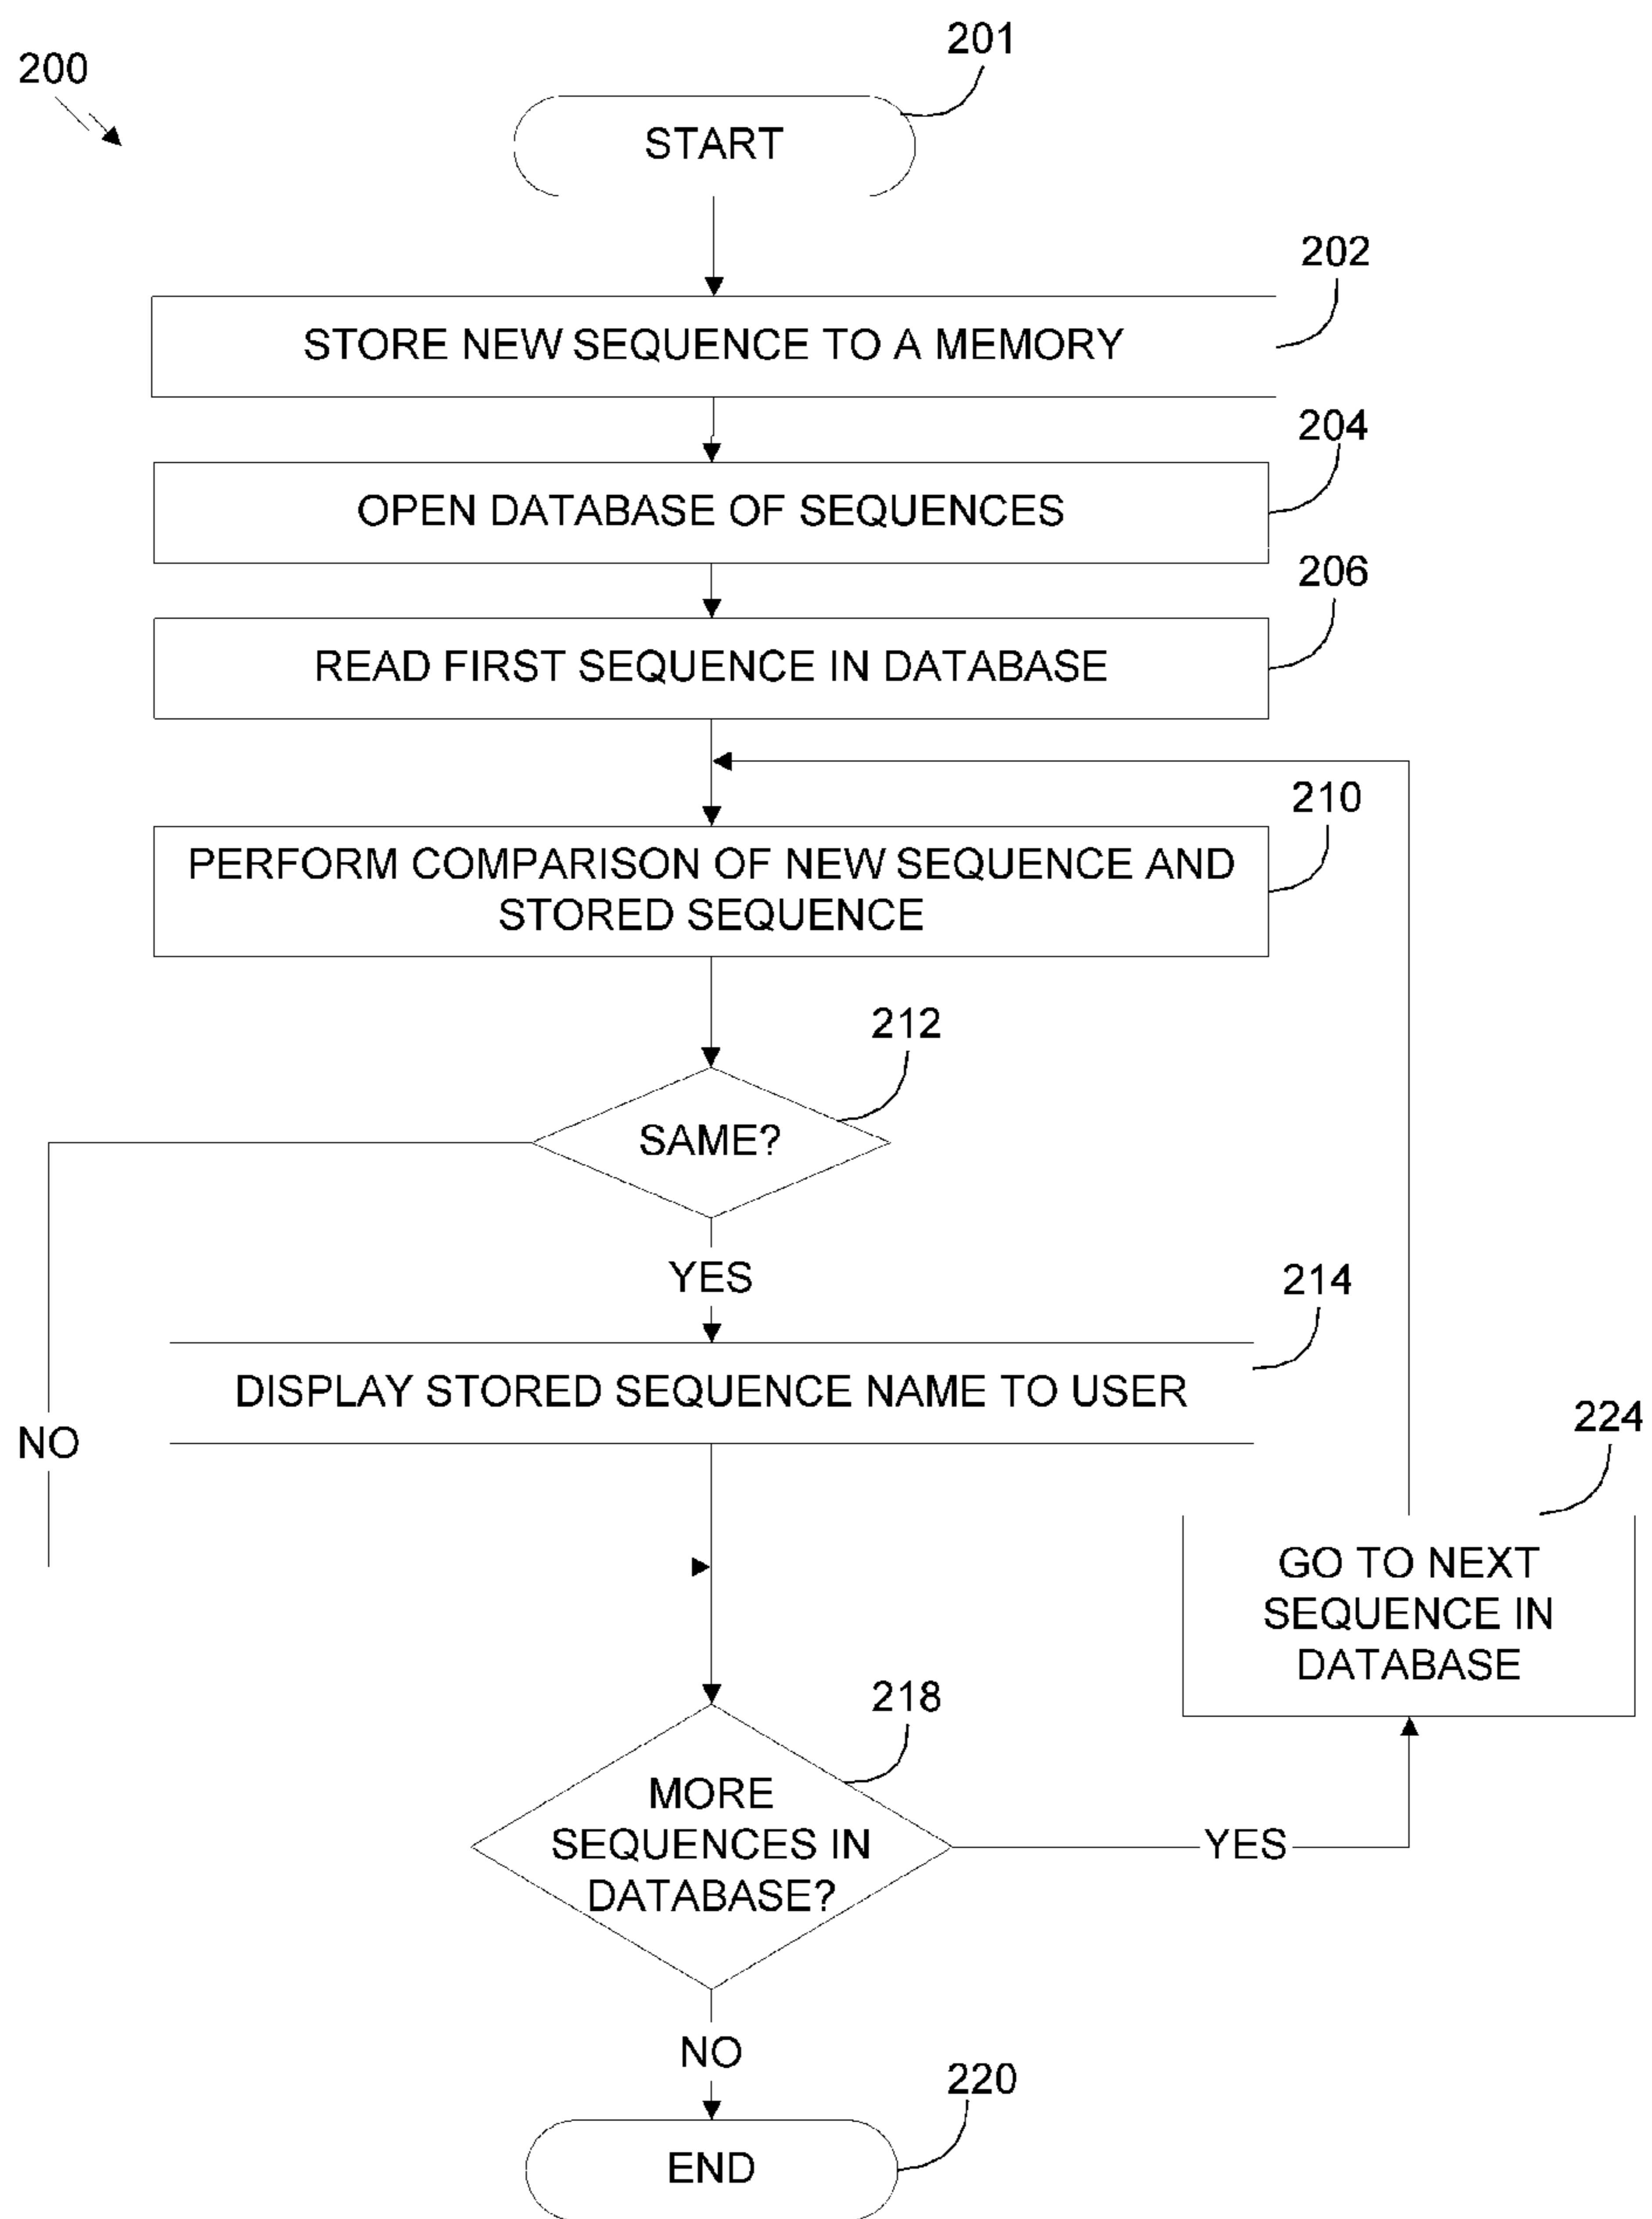 200
201
START
202
STORE NEW SEQUENCE TO A MEMORY
204
OPEN DATABASE OF SEQUENCES
206
READ FIRST SEQUENCE IN DATABASE
210
PERFORM COMPARISON OF NEW SEQUENCE AND
STORED SEQUENCE
212
SAME?
YES
214
DISPLAY STORED SEQUENCE NAME TO USER
NO
224
GO TO NEXT
SEQUENCE IN
DATABASE
218
MORE
SEQUENCES IN
DATABASE?
YES
NO
220
END